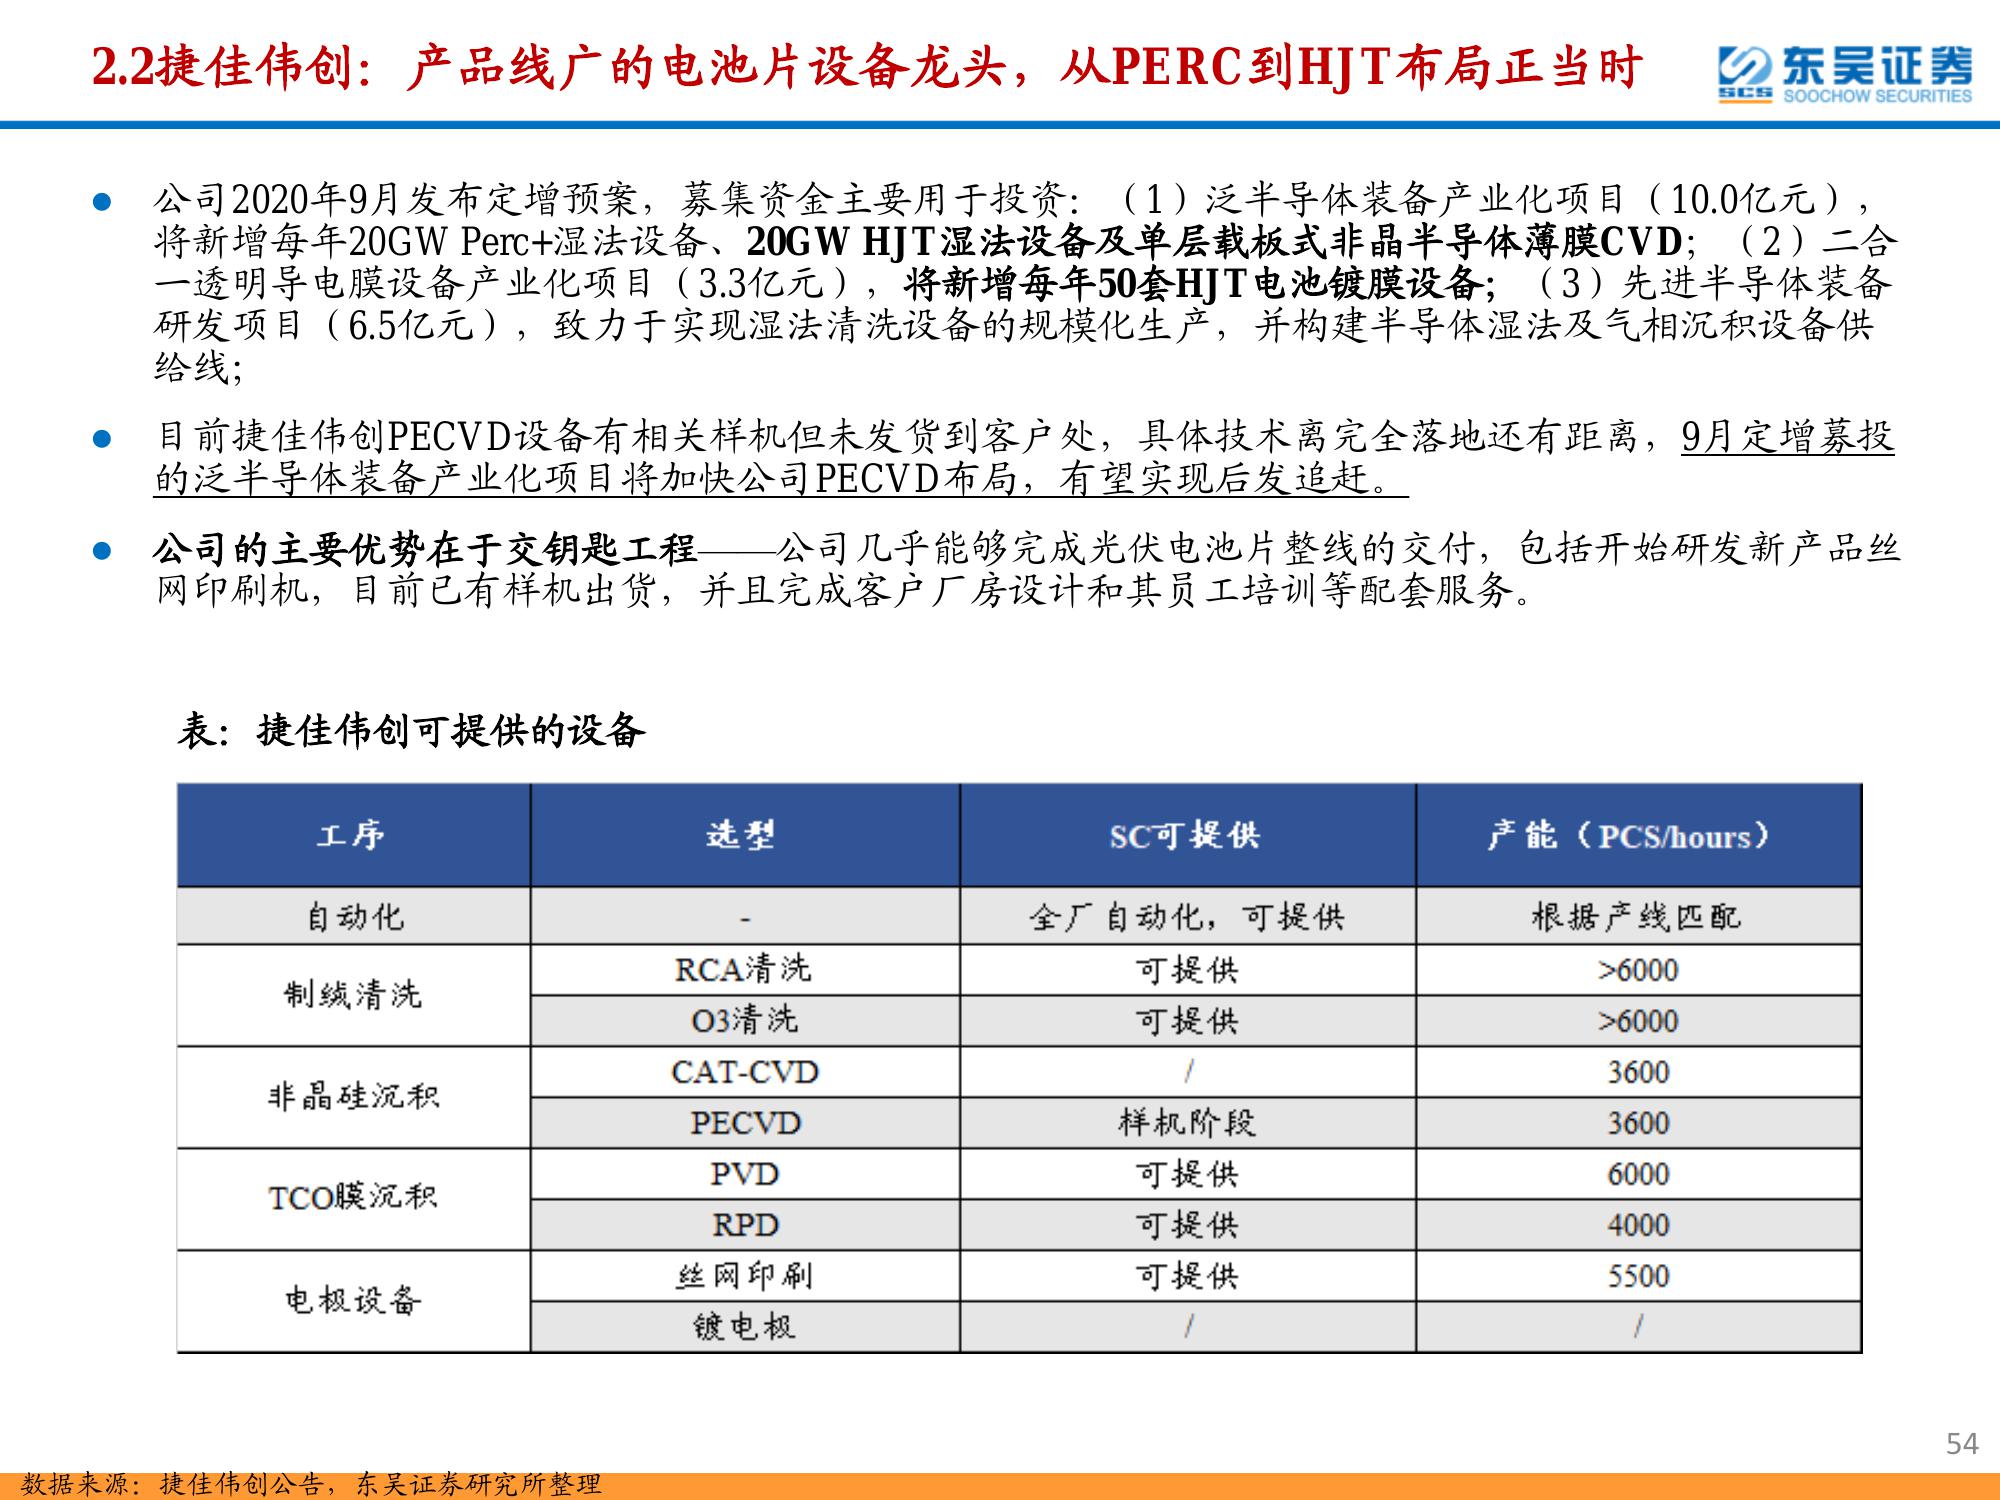 2.2捷佳伟创：产品线广的电池片设备龙头，从PERC到HJT布局正当时
东吴证券
SCS
SOOCHOW SECURITIES
公司2020年9月发布定增预案，募集资金主要用于投资：（1）泛半导体装备产业化项目（10.0亿元），
将新增每年20GW Perc+湿法设备、20GW HJT湿法设备及单层载板式非晶半导体薄膜CVD；（2）二合
一透明导电膜设备产业化项目（3.3亿元），将新增每年50套HJT电池镀膜设备；（3）先进半导体装备
研发项目（6.5亿元），致力于实现湿法清洗设备的规模化生产，并构建半导体湿法及气相沉积设备供
给线；
目前捷佳伟创PECVD设备有相关样机但未发货到客户处，具体技术离完全落地还有距离，9月定增募投
的泛半导体装备产业化项目将加快公司PECVD布局，有望实现后发追赶。
公司的主要优势在于交钥匙工程——公司几乎能够完成光伏电池片整线的交付，包括开始研发新产品丝
网印刷机，目前已有样机出货，并且完成客户厂房设计和其员工培训等配套服务。
表：捷佳伟创可提供的设备
工序 选型 SC可提供 产能（PCS/hours）
自动化 - 全厂自动化，可提供 根据产线匹配
制绒清洗 RCA清洗 可提供 >6000
O3清洗 可提供 >6000
非晶硅沉积 CAT-CVD / 3600
PECVD 样机阶段 3600
TCO膜沉积 PVD 可提供 6000
RPD 可提供 4000
电极设备 丝网印刷 可提供 5500
镀电极 / /
54
数据来源：捷佳伟创公告，东吴证券研究所整理